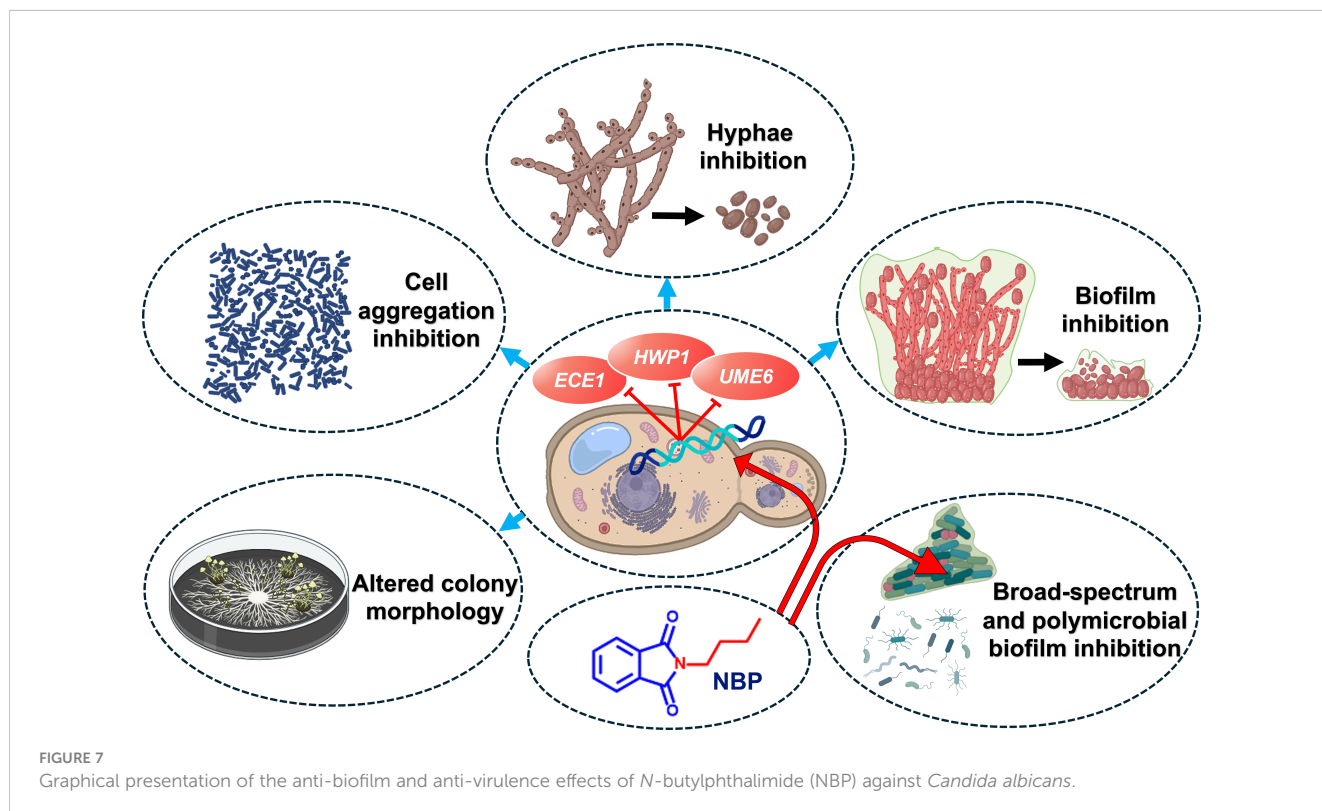 Hyphae
inhibition
Cell
aggregation
inhibition
Biofilm
inhibition
ECE1
HWP1
UME6
Altered colony
morphology
O
N
O
NBP
Broad-spectrum
and polymicrobial
biofilm inhibition
FIGURE 7
Graphical presentation of the anti-biofilm and anti-virulence effects of N-butylphthalimide (NBP) against Candida albicans.